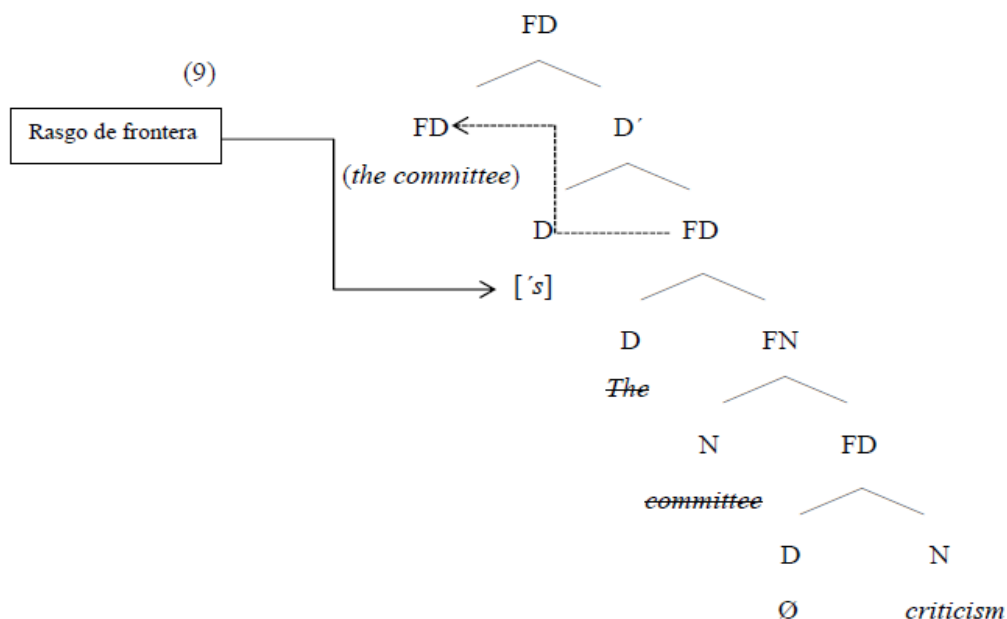 FD
(9)
Rasgo de frontera
FD D´
(the committee)
D FD
[´s]
D FN
The
N FD
committee
D N
Ø criticism